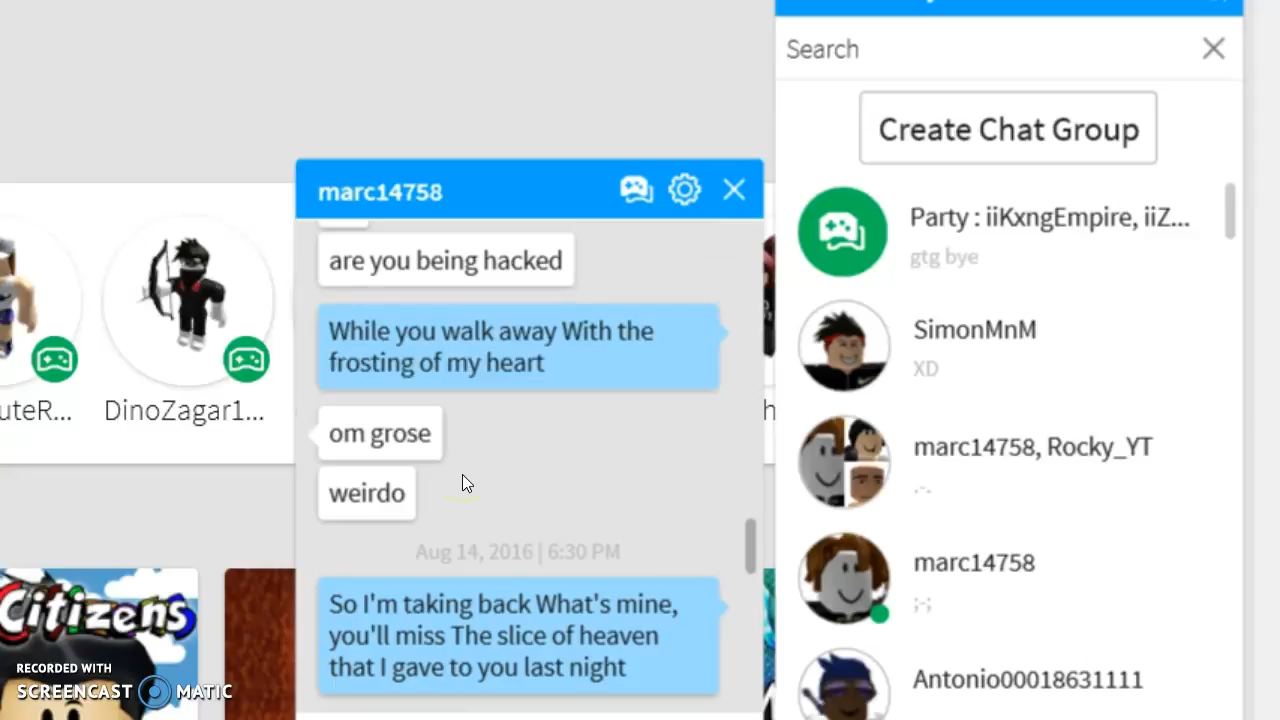 Search
Create Chat Group
marc14758
are you being hacked
While you walk away With the
frosting of my heart
om grose
weirdo
Aug 14, 2016 | 6:30 PM
So I'm taking back What's mine,
you'll miss The slice of heaven
that I gave to you last night
Party : iiKxngEmpire, iiZ...
gtg bye
SimonMnM
XD
marc14758, Rocky_YT
.-.
marc14758
;-;
Antonio00018631111
uteR...
DinoZagar1...
h
Citizens
RECORDED WITH
SCREENCAST MATIC